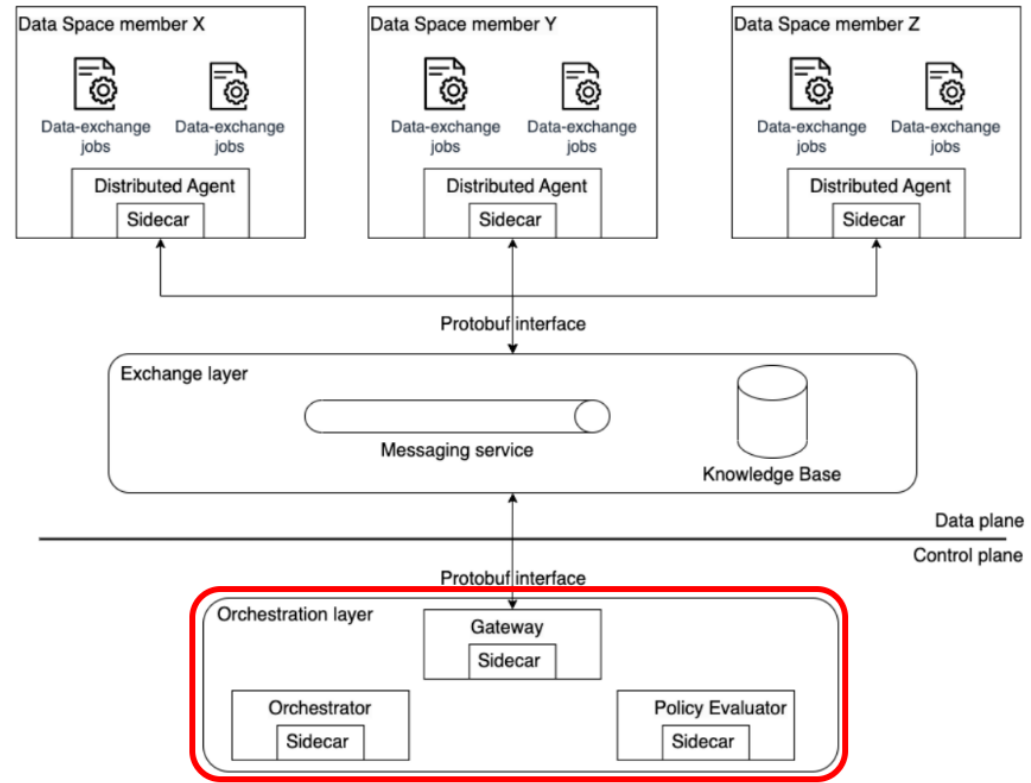 Data Space member X
Data Space member Y
Data Space member Z
Data-exchange
jobs
Data-exchange
jobs
Data-exchange
jobs
Data-exchange
jobs
Data-exchange
jobs
Data-exchange
jobs
Distributed Agent
Sidecar
Distributed Agent
Sidecar
Distributed Agent
Sidecar
Protobuf interface
Exchange layer
Messaging service
Knowledge Base
Data plane
Control plane
Protobuf interface
Orchestration layer
Gateway
Sidecar
Orchestrator
Sidecar
Policy Evaluator
Sidecar